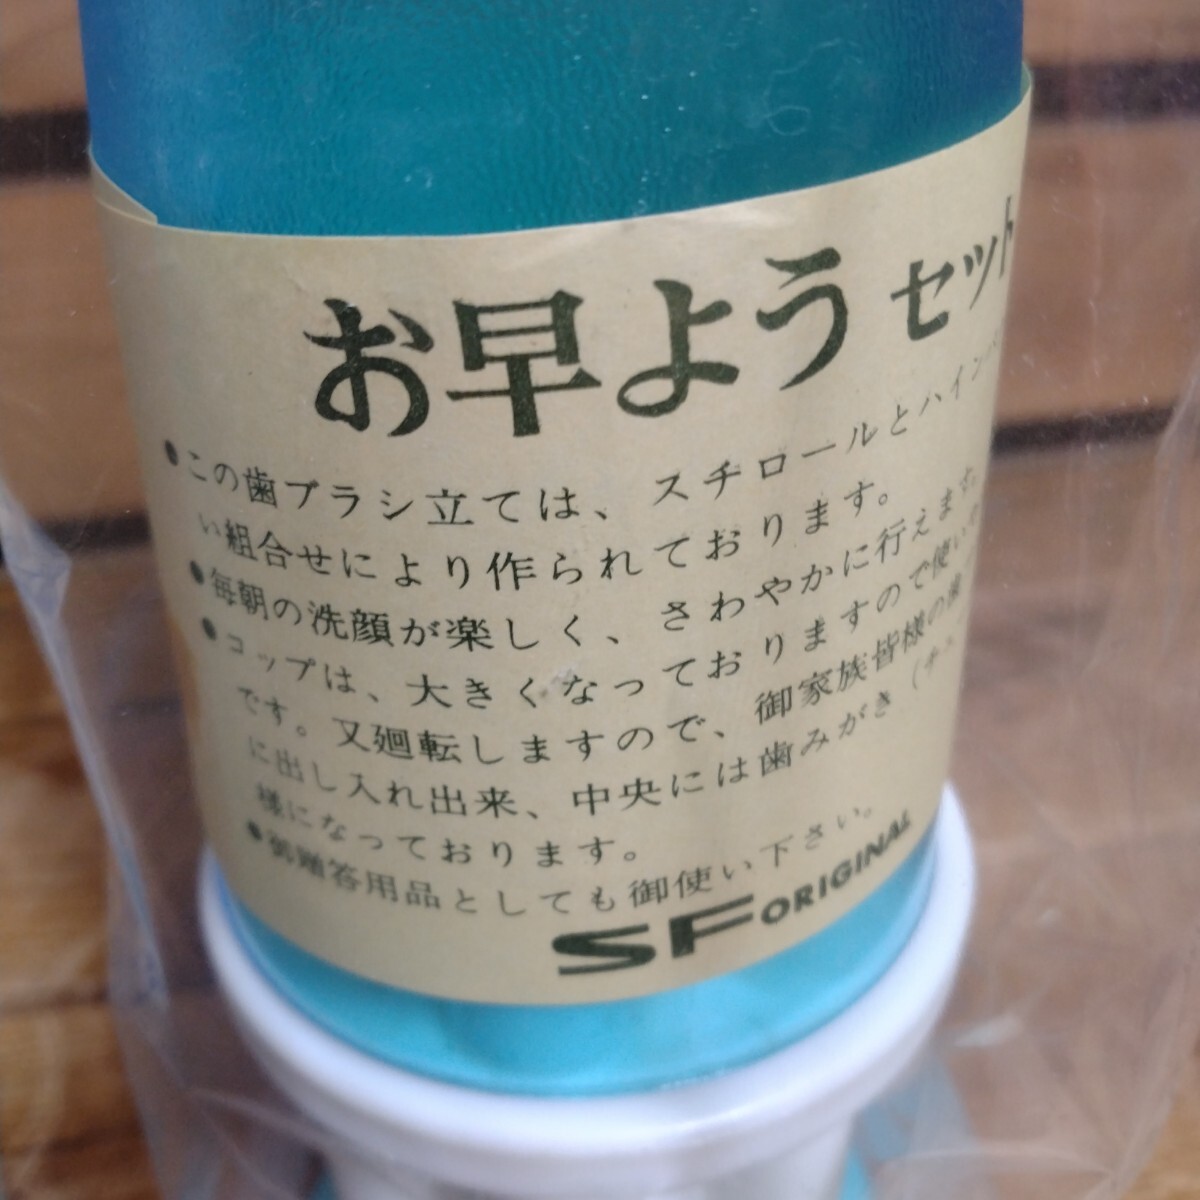 お早ようセット
●この歯ブラシ立ては、スチロールとハイイン
い組合せにより作られております。
●毎朝の洗顔が楽しく、さわやかに行えます。
●コップは、大きくなっておりますので使い
です。又廻転しますので、御家族皆様の歯
に出し入れ出来、中央には歯みがき(チュ
様になっております。
●御贈答用品としても御使い下さい。
SF ORIGINAL